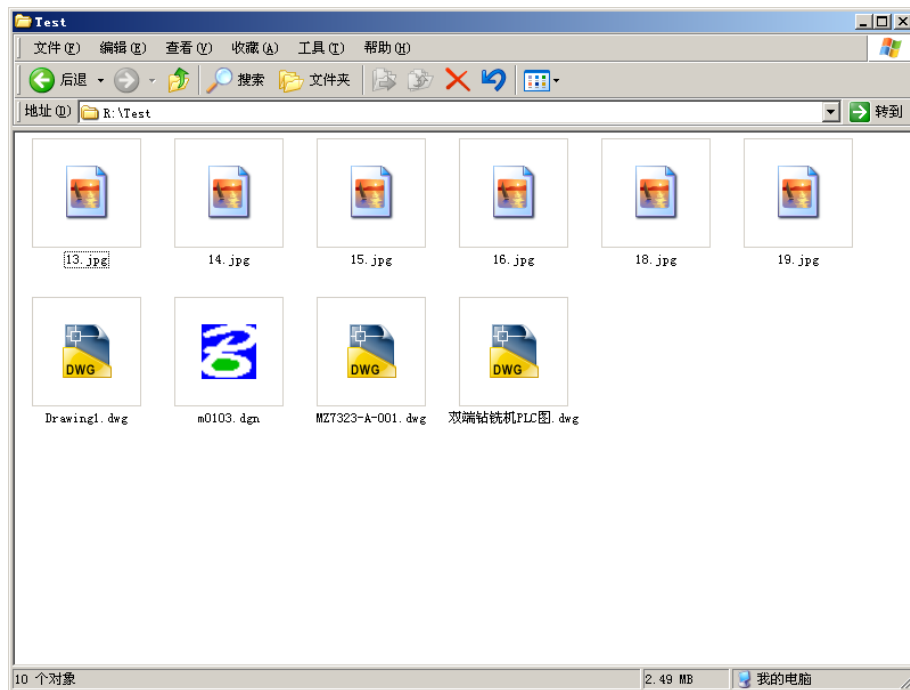 Test
文件(F) 编辑(E) 查看(V) 收藏(A) 工具(T) 帮助(H)
后退 搜索 文件夹
地址(D) R:\Test 转到
13.jpg 14.jpg 15.jpg 16.jpg 18.jpg 19.jpg
DWG DWG DWG
Drawing1.dwg m0103.dgn MZ7323-A-001.dwg 双端钻铣机PLC图.dwg
10 个对象 2.49 MB 我的电脑